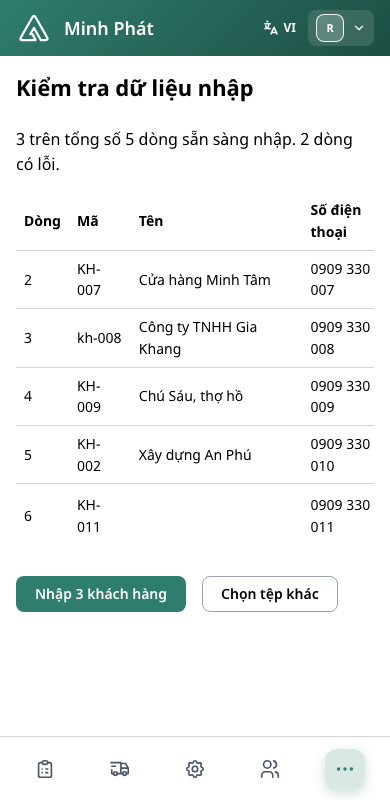 Minh Phát
VI
R
Kiểm tra dữ liệu nhập
3 trên tổng số 5 dòng sẵn sàng nhập. 2 dòng
có lỗi.
Dòng Mã Tên Số điện thoại
2 KH-007 Cửa hàng Minh Tâm 0909 330 007
3 kh-008 Công ty TNHH Gia Khang 0909 330 008
4 KH-009 Chú Sáu, thợ hồ 0909 330 009
5 KH-002 Xây dựng An Phú 0909 330 010
6 KH-011 0909 330 011
Nhập 3 khách hàng
Chọn tệp khác